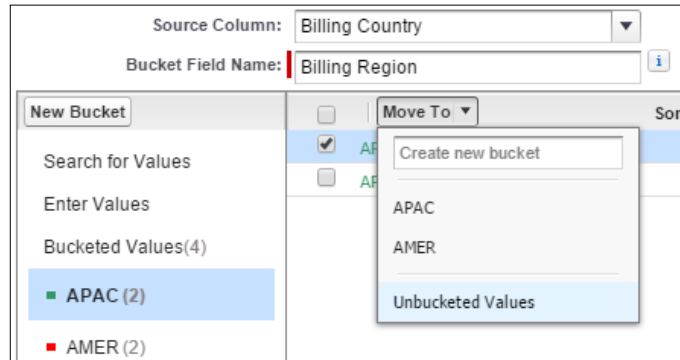 Source Column: Billing Country
Bucket Field Name: Billing Region
New Bucket
Move To
Search for Values
Enter Values
Bucketed Values(4)
APAC (2)
AMER (2)
Create new bucket
APAC
AMER
Unbucketed Values